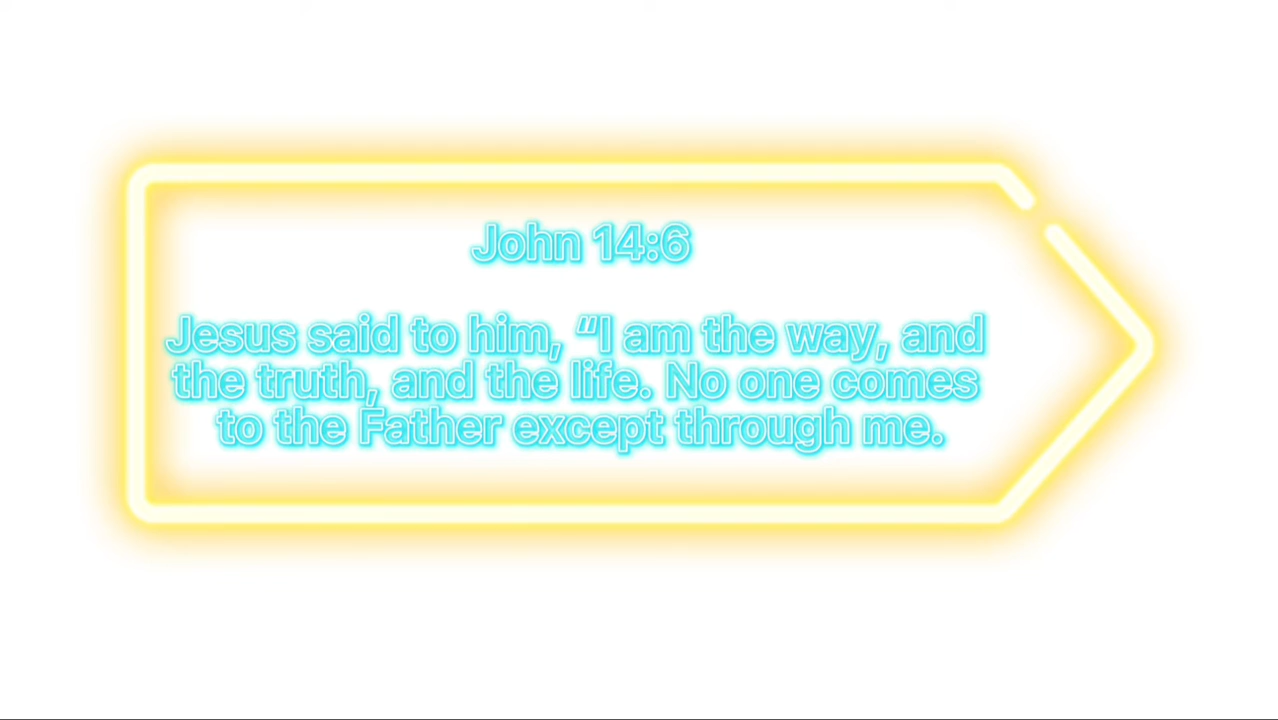 John 14:6
Jesus said to him, “I am the way, and
the truth, and the life. No one comes
to the Father except through me.